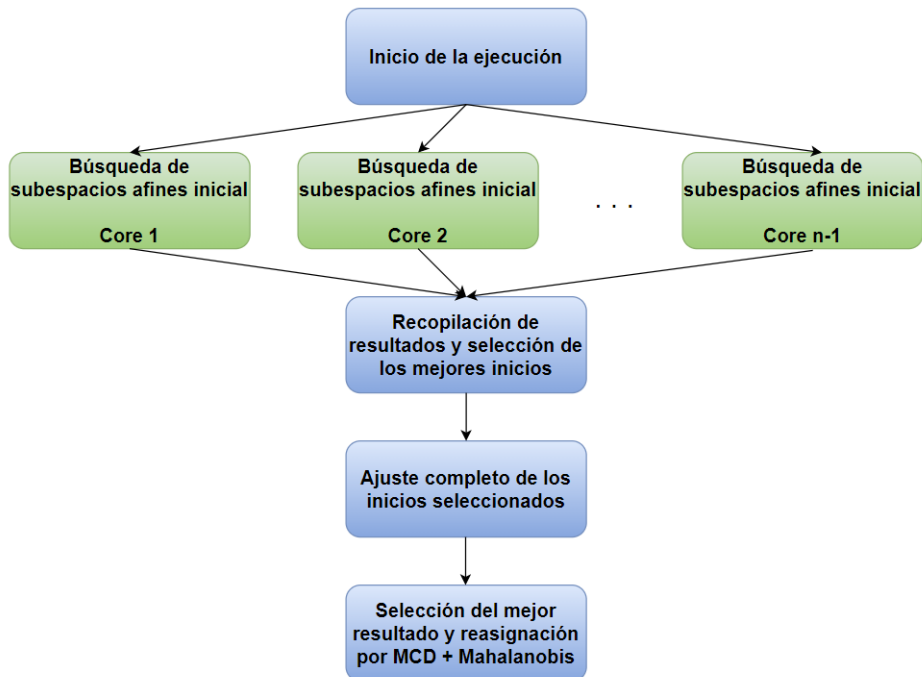 Inicio de la ejecución
Búsqueda de
subespacios afines inicial
Core 1
Búsqueda de
subespacios afines inicial
Core 2
. . .
Búsqueda de
subespacios afines inicial
Core n-1
Recopilación de
resultados y selección de
los mejores inicios
Ajuste completo de los
inicios seleccionados
Selección del mejor
resultado y reasignación
por MCD + Mahalanobis